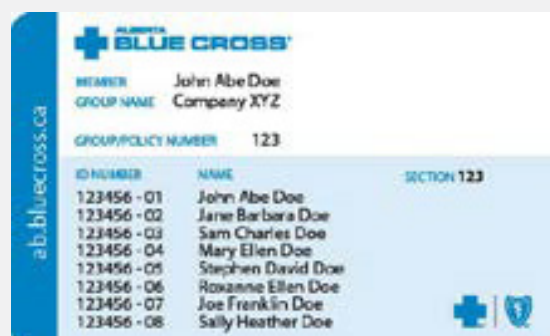 ALBERTA
BLUE CROSS®
MEMBER John Abe Doe
GROUP NAME Company XYZ
GROUP/POLICY NUMBER 123
ID NUMBER NAME SECTION 123
123456 - 01 John Abe Doe
123456 - 02 Jane Barbara Doe
123456 - 03 Sam Charles Doe
123456 - 04 Mary Ellen Doe
123456 - 05 Stephen David Doe
123456 - 06 Roxanne Ellen Doe
123456 - 07 Joe Franklin Doe
123456 - 08 Sally Heather Doe
ab.bluecross.ca